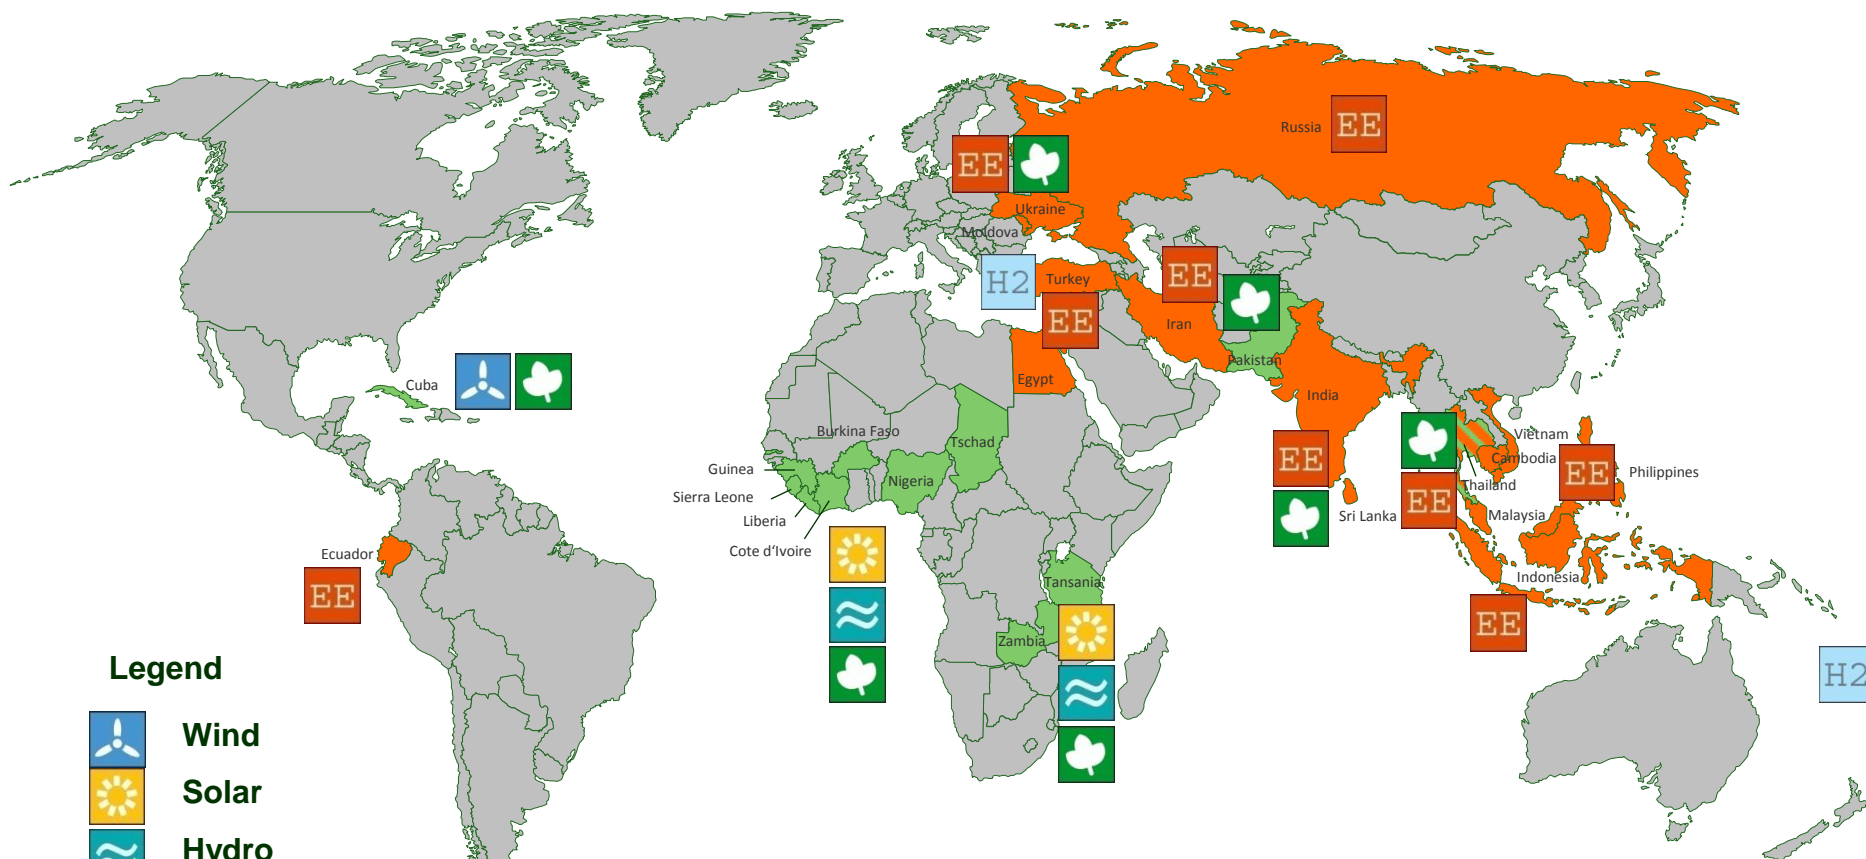 Russia
EE
EE
Ukraine
Moldova
H2
Turkey
EE
EE
Iran
Pakistan
Egypt
India
Cuba
Burkina Faso
Tschad
Guinea
Nigeria
Sierra Leone
Liberia
Cote d'Ivoire
EE
Vietnam
Cambodia
EE
Philippines
Thailand
EE
Sri Lanka
Malaysia
Ecuador
EE
Tansania
Indonesia
EE
Zambia
H2
Legend
Wind
Solar
Hydro